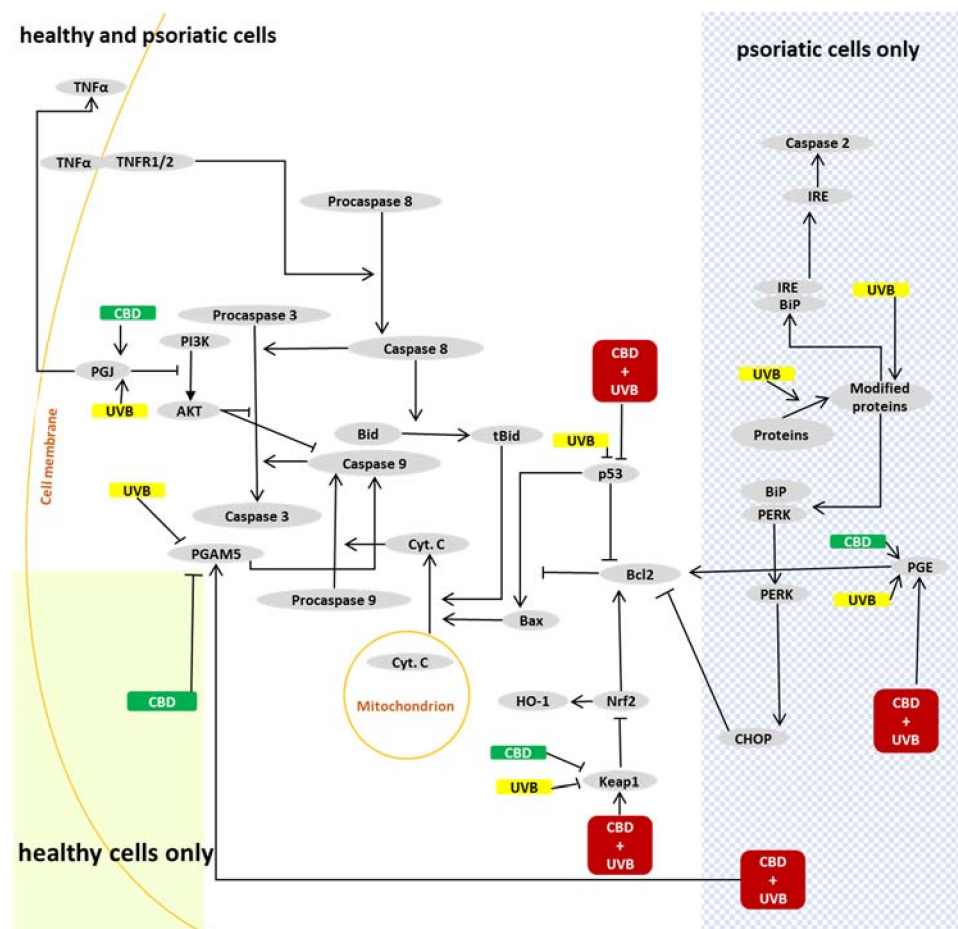 healthy and psoriatic cells
psoriatic cells only
TNFα
TNFα TNFR1/2
Caspase 2
IRE
Procaspase 8
IRE
BiP
UVB
CBD
Procaspase 3
PI3K
Caspase 8
CBD
+
UVB
PGJ
UVB
AKT
UVB
Modified
proteins
Proteins
Bid
tBid
UVB
Cell membrane
Caspase 9
p53
UVB
BiP
PERK
Caspase 3
PGAM5
Cyt. C
CBD
PGE
Bcl2
UVB
PERK
Procaspase 9
Bax
Cyt. C
Mitochondrion
CBD
HO-1
Nrf2
CBD
+
UVB
CHOP
CBD
UVB
Keap1
CBD
+
UVB
healthy cells only
CBD
+
UVB